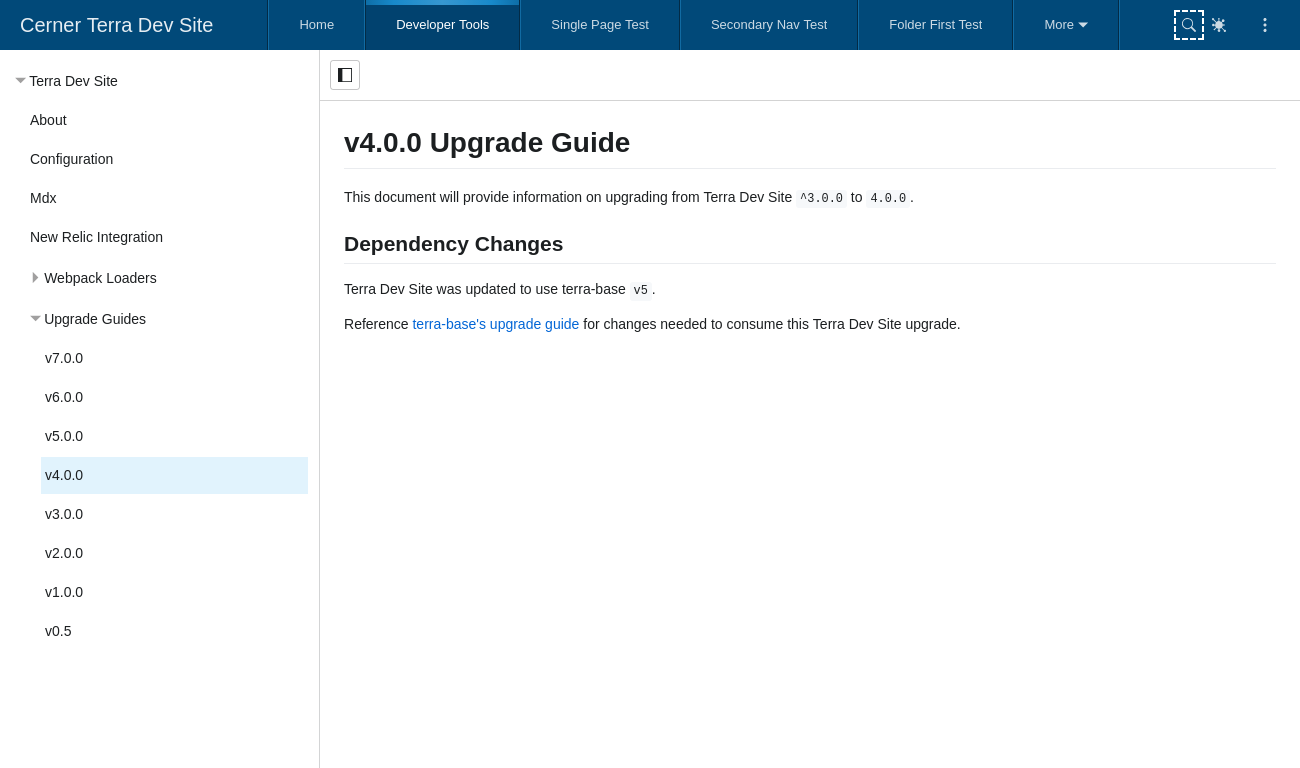 Cerner Terra Dev Site
Home
Developer Tools
Single Page Test
Secondary Nav Test
Folder First Test
More
Terra Dev Site
About
Configuration
Mdx
New Relic Integration
Webpack Loaders
Upgrade Guides
v7.0.0
v6.0.0
v5.0.0
v4.0.0
v3.0.0
v2.0.0
v1.0.0
v0.5
v4.0.0 Upgrade Guide
This document will provide information on upgrading from Terra Dev Site ^3.0.0 to 4.0.0.
Dependency Changes
Terra Dev Site was updated to use terra-base v5.
Reference terra-base's upgrade guide for changes needed to consume this Terra Dev Site upgrade.